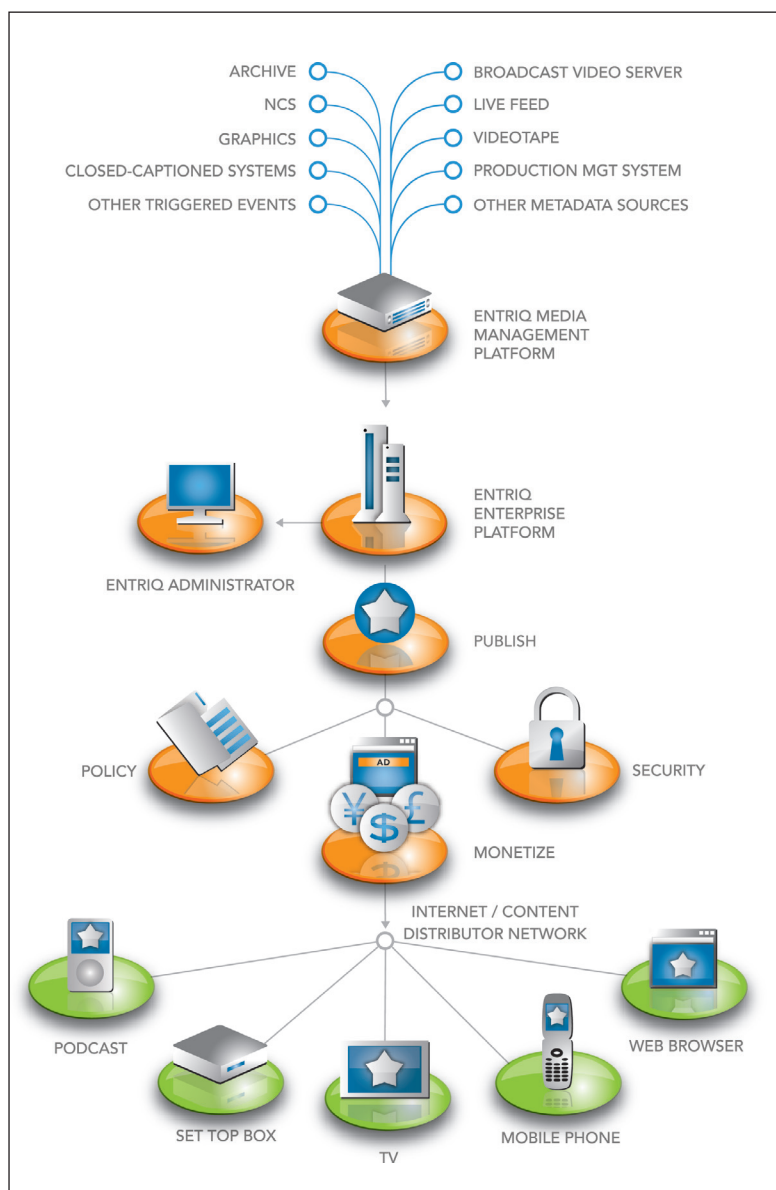 ARCHIVE
BROADCAST VIDEO SERVER
NCS
LIVE FEED
GRAPHICS
VIDEOTAPE
CLOSED-CAPTIONED SYSTEMS
PRODUCTION MGT SYSTEM
OTHER TRIGGERED EVENTS
OTHER METADATA SOURCES
ENTRIQ MEDIA
MANAGEMENT
PLATFORM
ENTRIQ
ENTERPRISE
PLATFORM
ENTRIQ ADMINISTRATOR
PUBLISH
POLICY
AD
SECURITY
¥
£
$
MONETIZE
INTERNET / CONTENT
DISTRIBUTOR NETWORK
PODCAST
WEB BROWSER
SET TOP BOX
MOBILE PHONE
TV